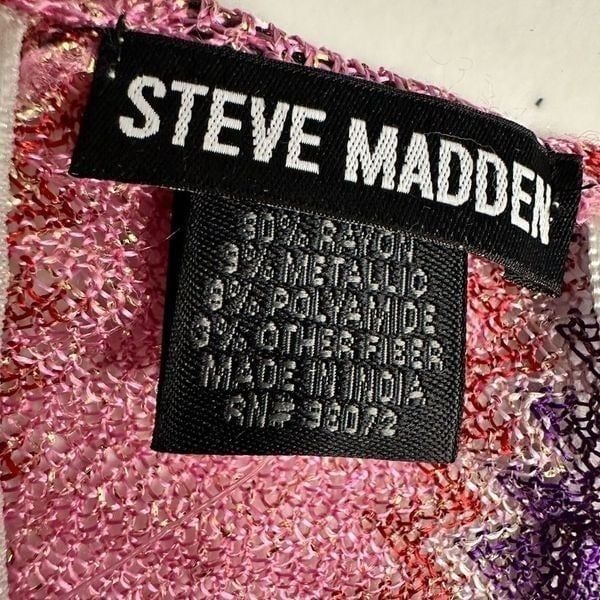 STEVE MADDEN
80% RAYON
9% METALLIC
8% POLYAMIDE
3% OTHER FIBER
MADE IN INDIA
RN# 98072